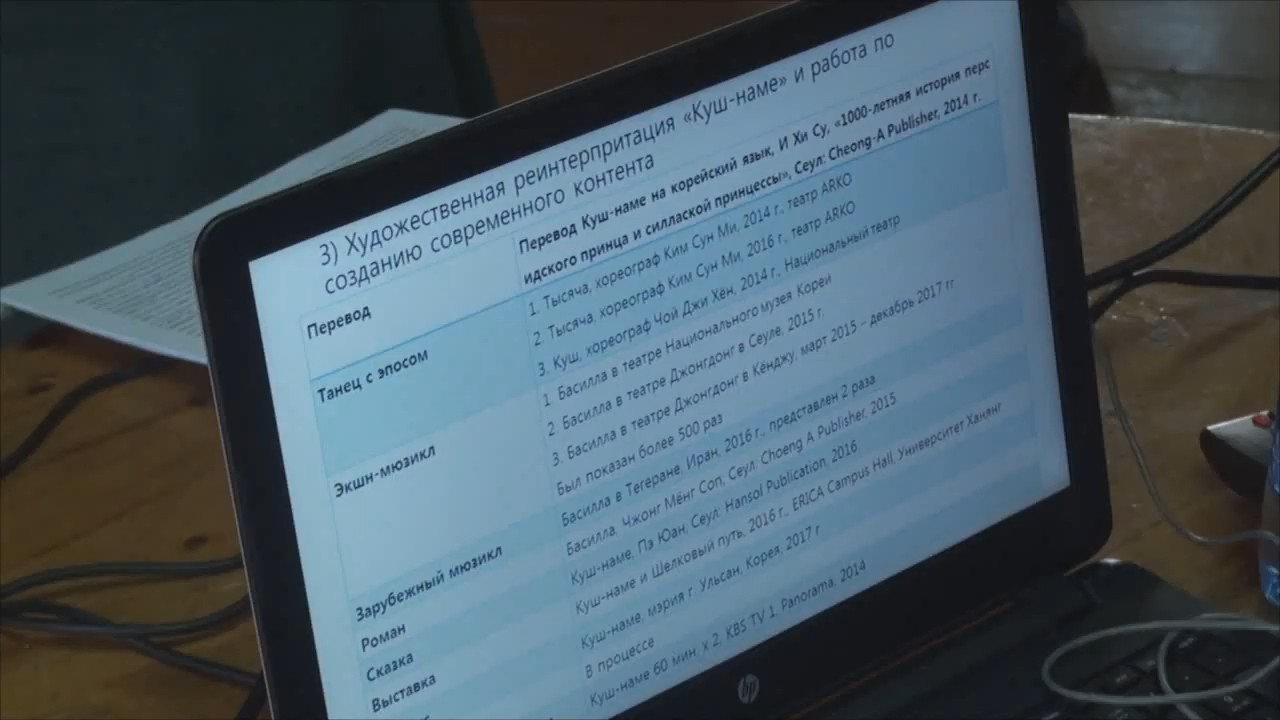 3) Художественная реинтерпритация «Куш-наме» и работа по
созданию современного контента
Перевод
Перевод Куш-наме на корейский язык, И Хи Су, «1000-летняя история перс
идского принца и силлаской принцессы», Сеул: Cheong-A Publisher, 2014 г.
Танец с эпосом
1. Тысяча, хореограф Ким Сун Ми, 2014 г., театр ARKO
2. Тысяча, хореограф Ким Сун Ми, 2016 г., театр ARKO
3. Куш, хореограф Чой Джи Хён, 2014 г., Национальный театр
Экшн-мюзикл
1. Басилла в театре Национального музея Кореи
2. Басилла в театре Джонгдонг в Сеуле, 2015 г.
3. Басилла в театре Джонгдонг в Кёнджу, март 2015 – декабрь 2017 гг
Был показан более 500 раз
Зарубежный мюзикл
Басилла в Тегеране, Иран, 2016 г., представлен 2 раза
Роман
Басилла, Чжонг Мёнг Соп, Сеул: Choeng A Publisher, 2015
Сказка
Куш-наме, Пэ Юан, Сеул: Hansol Publication, 2016
Выставка
Куш-наме и Шелковый путь, 2016 г., ERICA Campus Hall, Университет Ханянг
Куш-наме, мэрия г. Ульсан, Корея, 2017 г
В процессе
Куш-наме 60 мин. x 2, KBS TV 1, Panorama, 2014
hp